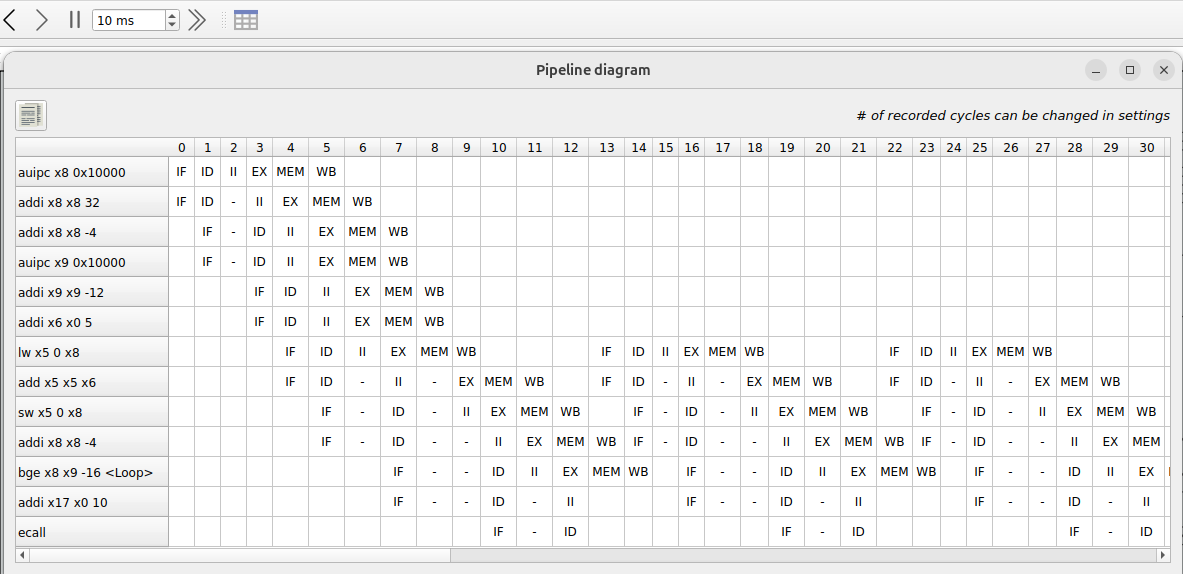 10 ms
Pipeline diagram
# of recorded cycles can be changed in settings
0 1 2 3 4 5 6 7 8 9 10 11 12 13 14 15 16 17 18 19 20 21 22 23 24 25 26 27 28 29 30
auipc x8 0x10000 IF ID II EX MEM WB
addi x8 x8 32 IF ID - II EX MEM WB
addi x8 x8 -4 IF - ID II EX MEM WB
auipc x9 0x10000 IF - ID II EX MEM WB
addi x9 x9 -12 IF ID II EX MEM WB
addi x6 x0 5 IF ID II EX MEM WB
lw x5 0 x8 IF ID II EX MEM WB IF ID II EX MEM WB IF ID II EX MEM WB
add x5 x5 x6 IF ID - II - EX MEM WB IF ID - II - EX MEM WB IF ID - II - EX MEM WB
sw x5 0 x8 IF - ID - II EX MEM WB IF - ID - II EX MEM WB IF - ID - II EX MEM WB
addi x8 x8 -4 IF - ID - - II EX MEM WB IF - ID - - II EX MEM WB IF - ID - - II EX MEM
bge x8 x9 -16 <Loop> IF - - ID II EX MEM WB IF - - ID II EX MEM WB IF - - ID II EX
addi x17 x0 10 IF - - ID - II IF - - ID - II IF - - ID - II
ecall IF - ID IF - ID IF - ID